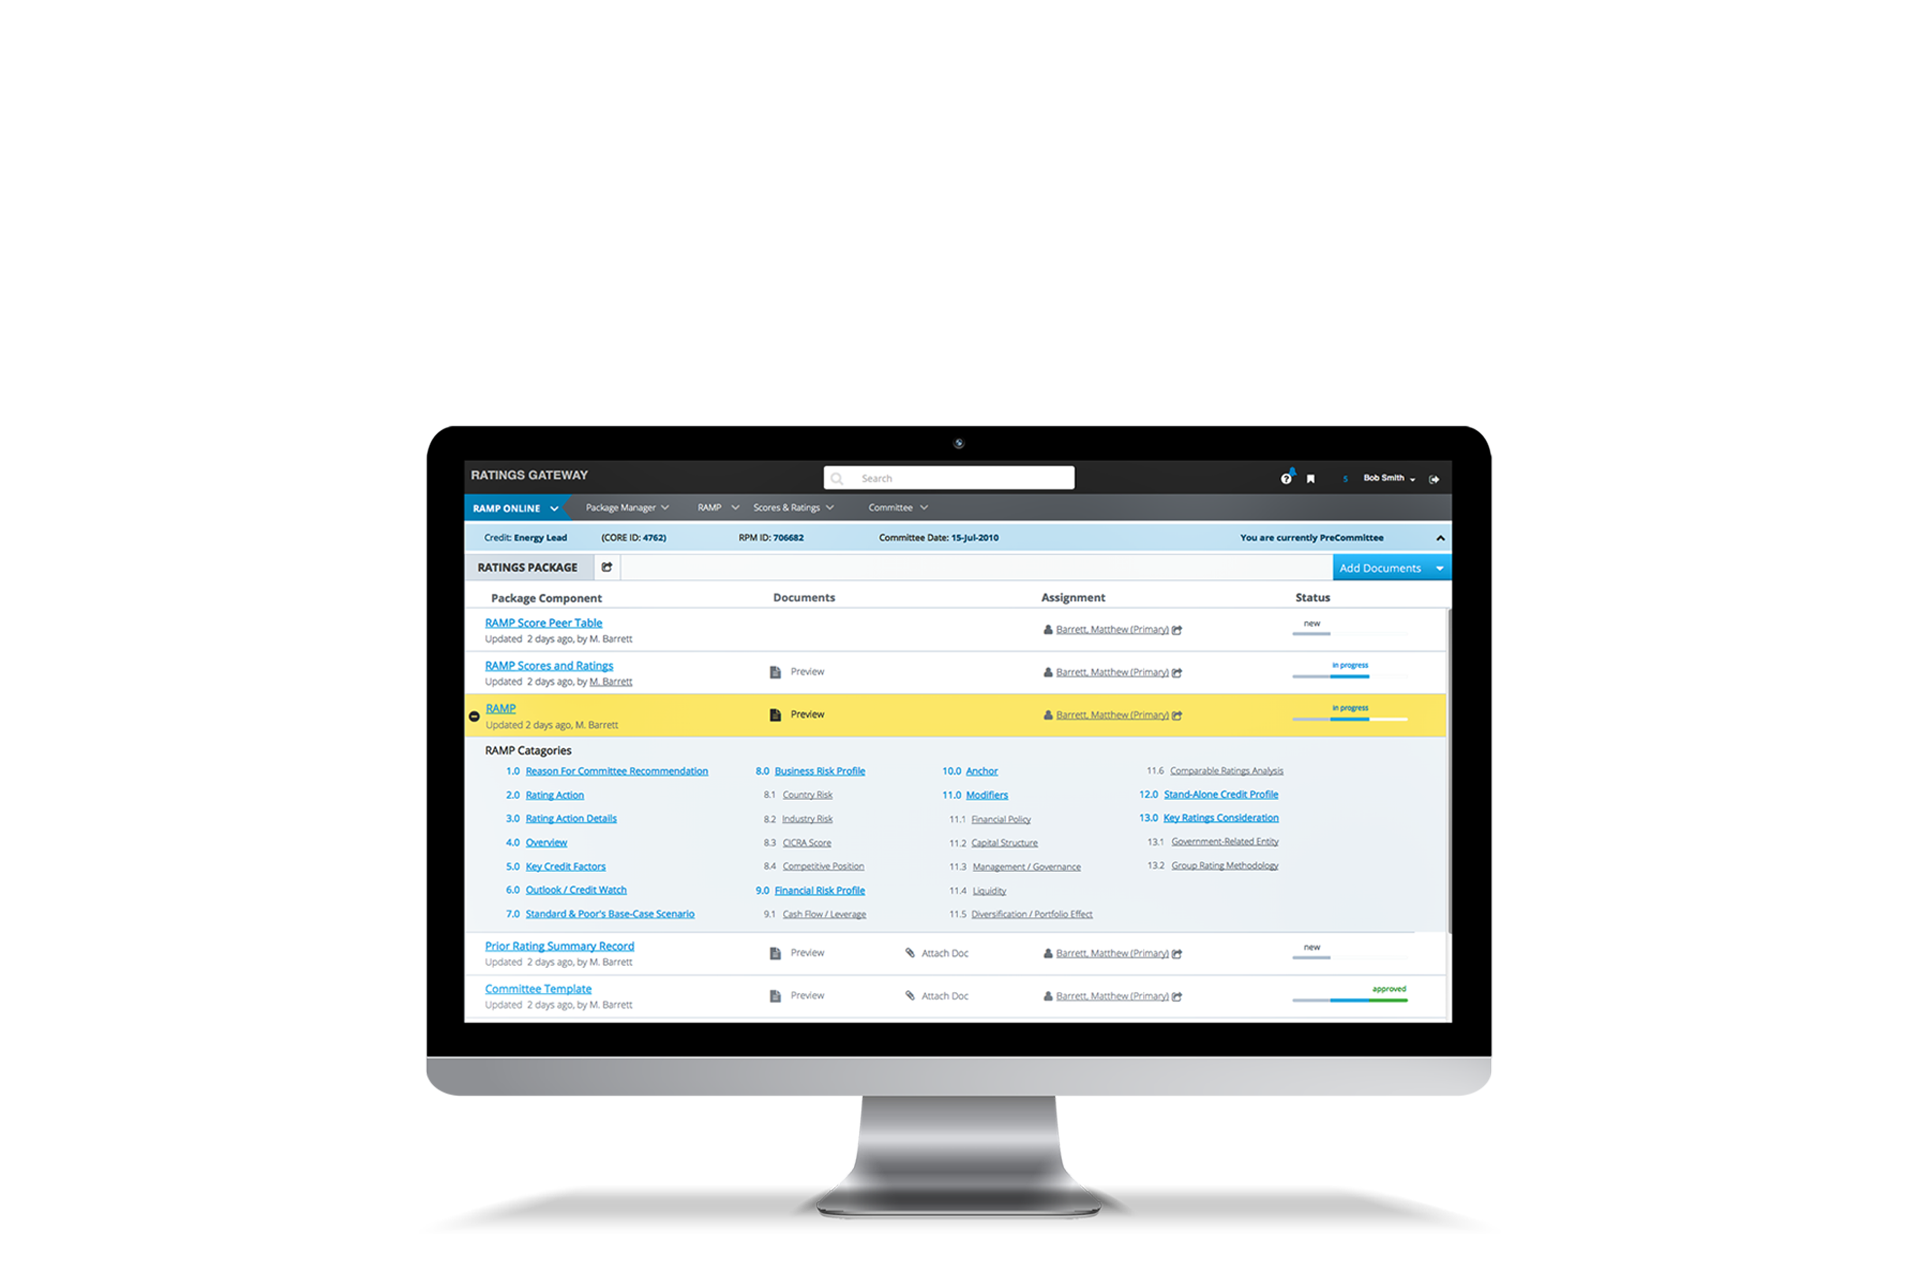 RATINGS GATEWAY
Search
5
Bob Smith
RAMP ONLINE
Package Manager
RAMP
Scores & Ratings
Committee
Credit: Energy Lead
(CORE ID: 4762)
RPM ID: 706682
Committee Date: 15-Jul-2010
You are currently PreCommittee
RATINGS PACKAGE
Add Documents
Package Component
Documents
Assignment
Status
RAMP Score Peer Table
Updated 2 days ago, by M. Barrett
Barrett, Matthew (Primary)
new
RAMP Scores and Ratings
Updated 2 days ago, by M. Barrett
Preview
Barrett, Matthew (Primary)
in progress
RAMP
Updated 2 days ago, M. Barrett
Preview
Barrett, Matthew (Primary)
in progress
RAMP Catagories
1.0 Reason For Committee Recommendation
2.0 Rating Action
3.0 Rating Action Details
4.0 Overview
5.0 Key Credit Factors
6.0 Outlook / Credit Watch
7.0 Standard & Poor's Base-Case Scenario
8.0 Business Risk Profile
8.1 Country Risk
8.2 Industry Risk
8.3 CICRA Score
8.4 Competitive Position
9.0 Financial Risk Profile
9.1 Cash Flow / Leverage
10.0 Anchor
11.0 Modifiers
11.1 Financial Policy
11.2 Capital Structure
11.3 Management / Governance
11.4 Liquidity
11.5 Diversification / Portfolio Effect
11.6 Comparable Ratings Analysis
12.0 Stand-Alone Credit Profile
13.0 Key Ratings Consideration
13.1 Government-Related Entity
13.2 Group Rating Methodology
Prior Rating Summary Record
Updated 2 days ago, by M. Barrett
Preview
Attach Doc
Barrett, Matthew (Primary)
new
Committee Template
Updated 2 days ago, by M. Barrett
Preview
Attach Doc
Barrett, Matthew (Primary)
approved